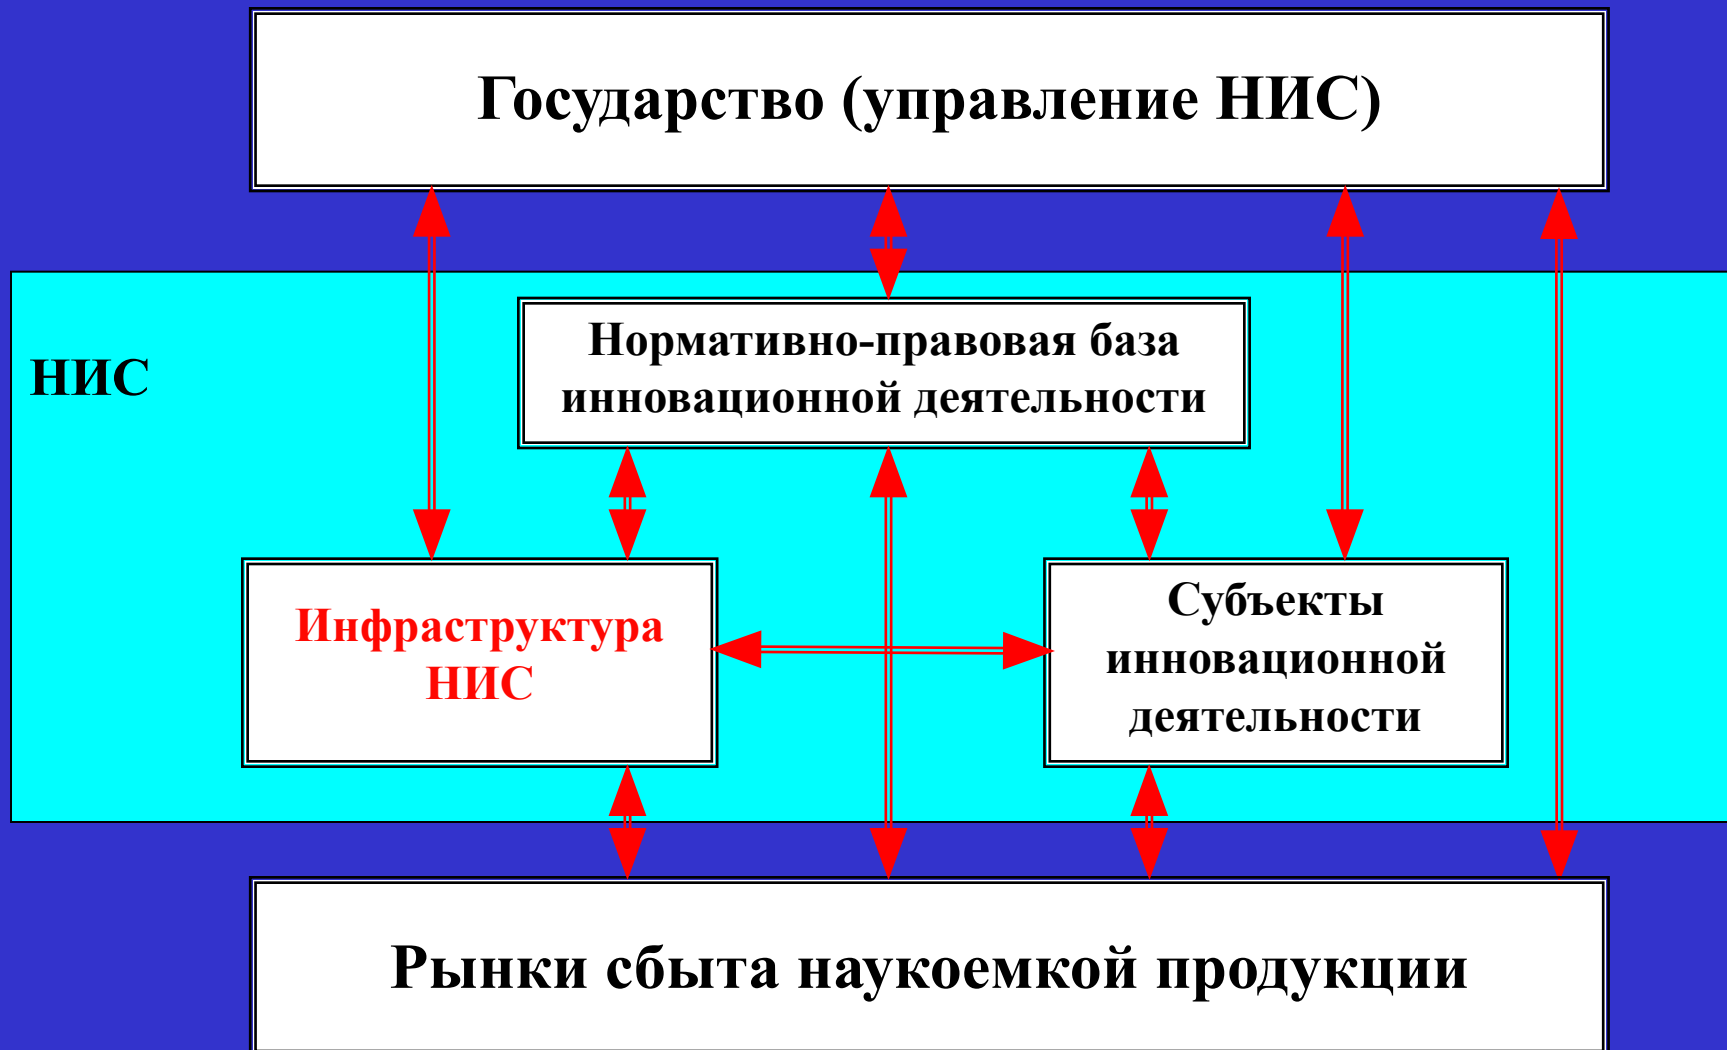 Государство (управление НИС)
НИС
Нормативно-правовая база
инновационной деятельности
Инфраструктура
НИС
Субъекты
инновационной
деятельности
Рынки сбыта наукоемкой продукции